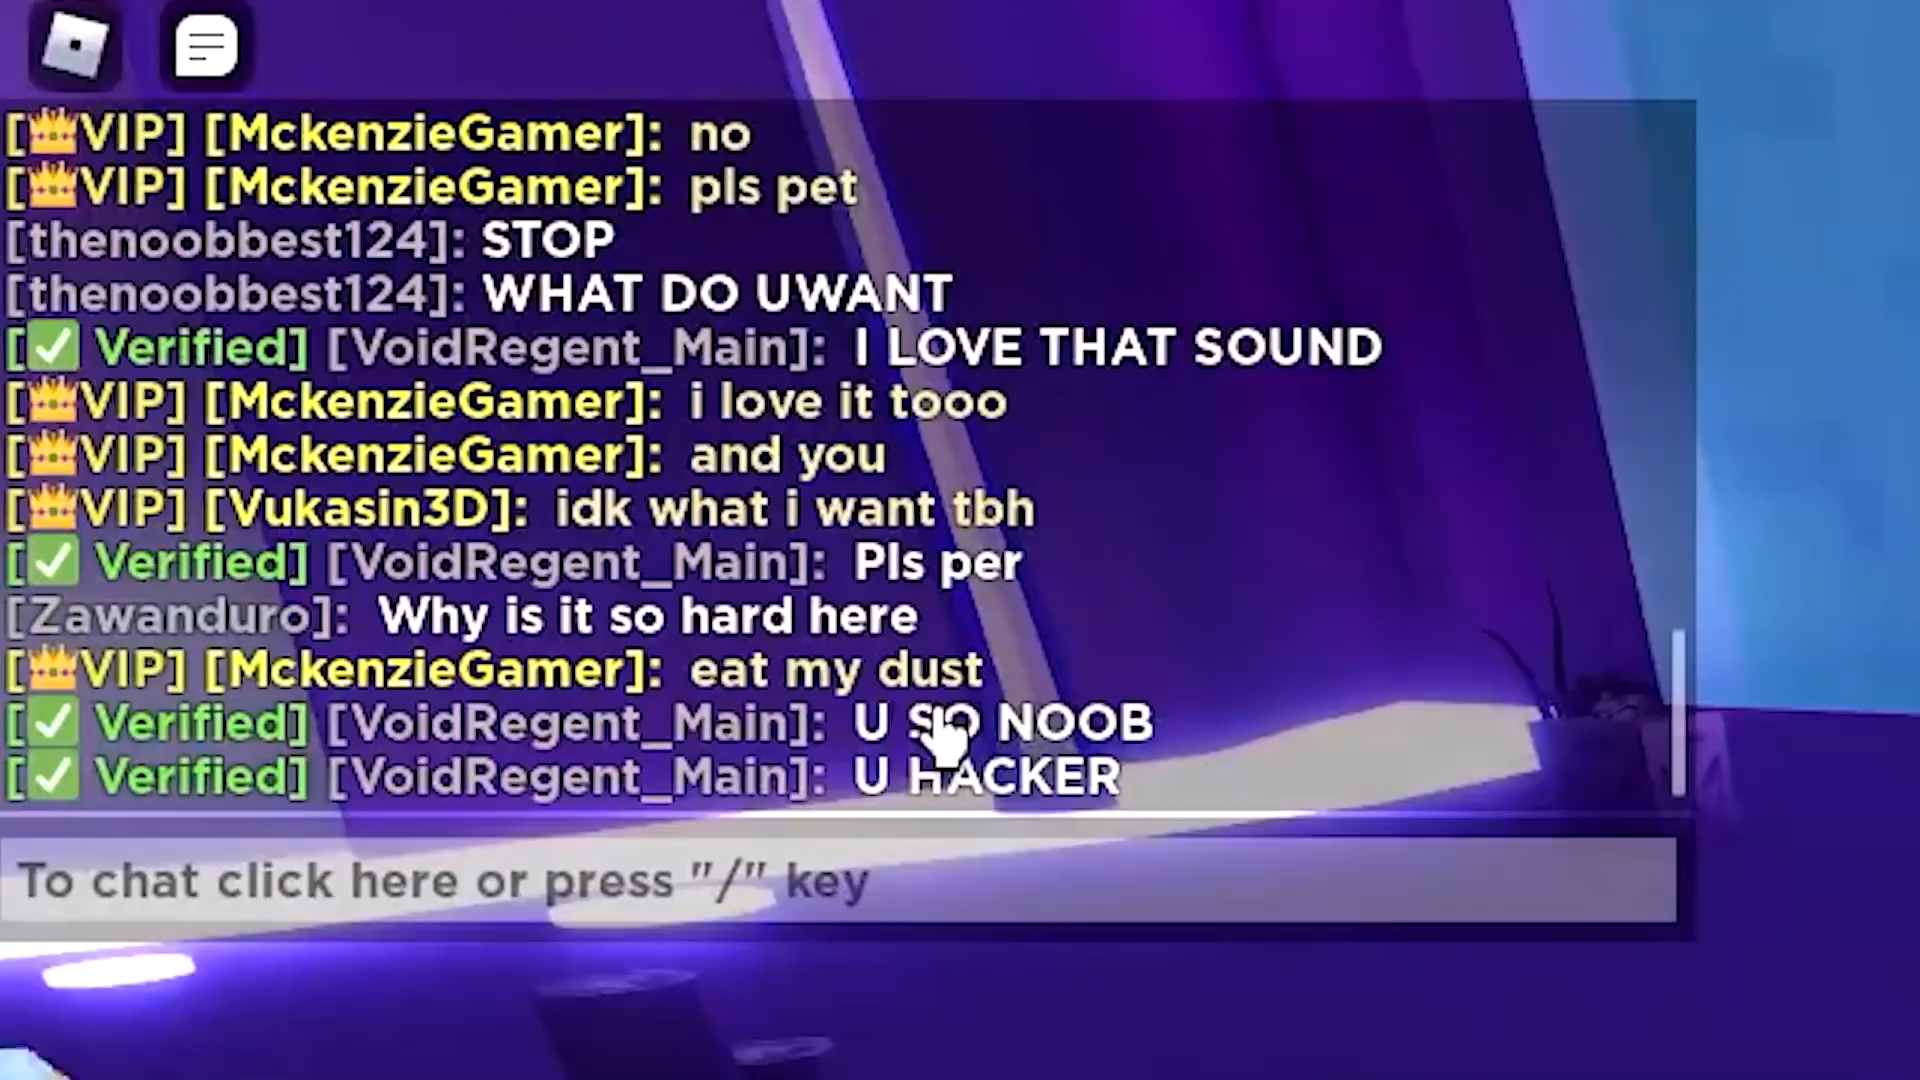 [👑VIP] [MckenzieGamer]: no
[👑VIP] [MckenzieGamer]: pls pet
[thenoobbest124]: STOP
[thenoobbest124]: WHAT DO UWANT
[✅ Verified] [VoidRegent_Main]: I LOVE THAT SOUND
[👑VIP] [MckenzieGamer]: i love it tooo
[👑VIP] [MckenzieGamer]: and you
[👑VIP] [Vukasin3D]: idk what i want tbh
[✅ Verified] [VoidRegent_Main]: Pls per
[Zawanduro]: Why is it so hard here
[👑VIP] [MckenzieGamer]: eat my dust
[✅ Verified] [VoidRegent_Main]: U SO NOOB
[✅ Verified] [VoidRegent_Main]: U HACKER
To chat click here or press "/" key